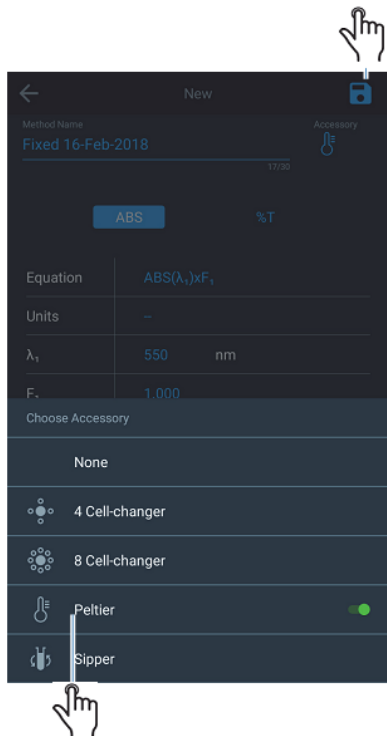 New
Method Name
Accessory
Fixed 16-Feb-2018
17/30
ABS
%T
Equation ABS(λ₁)xF₁
Units –
λ₁ 550 nm
F₁ 1.000
Choose Accessory
None
4 Cell-changer
8 Cell-changer
Peltier
Sipper